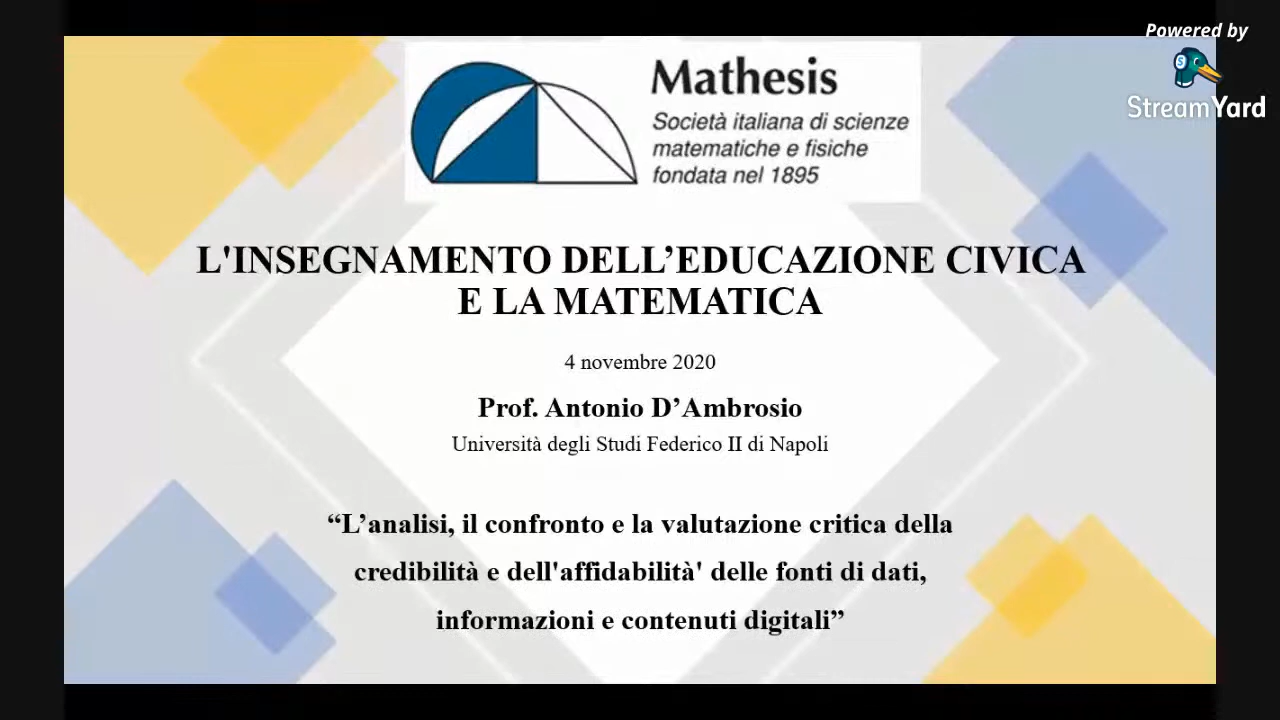 Powered by
StreamYard
Mathesis
Società italiana di scienze
matematiche e fisiche
fondata nel 1895
L'INSEGNAMENTO DELL’EDUCAZIONE CIVICA
E LA MATEMATICA
4 novembre 2020
Prof. Antonio D’Ambrosio
Università degli Studi Federico II di Napoli
“L’analisi, il confronto e la valutazione critica della
credibilità e dell'affidabilità' delle fonti di dati,
informazioni e contenuti digitali”